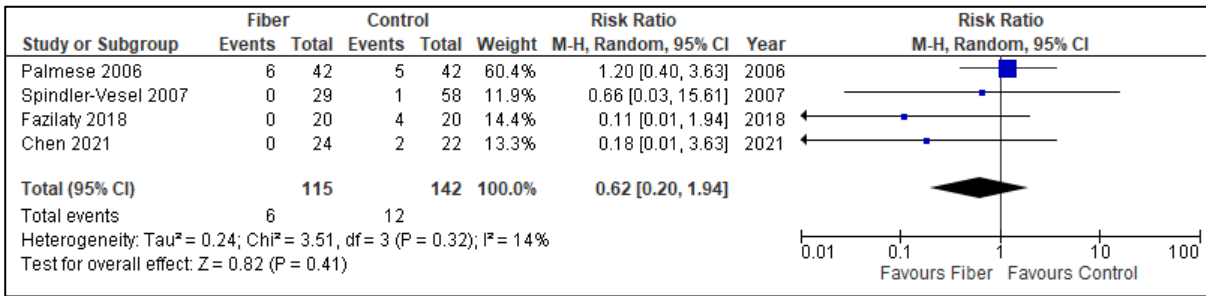 Fiber Control Risk Ratio Risk Ratio
Study or Subgroup Events Total Events Total Weight M-H, Random, 95% CI Year M-H, Random, 95% CI
Palmese 2006 6 42 5 42 60.4% 1.20 [0.40, 3.63] 2006
Spindler-Vesel 2007 0 29 1 58 11.9% 0.66 [0.03, 15.61] 2007
Fazilaty 2018 0 20 4 20 14.4% 0.11 [0.01, 1.94] 2018
Chen 2021 0 24 2 22 13.3% 0.18 [0.01, 3.63] 2021
Total (95% CI) 115 142 100.0% 0.62 [0.20, 1.94]
Total events 6 12
Heterogeneity: Tau² = 0.24; Chi² = 3.51, df = 3 (P = 0.32); I² = 14%
Test for overall effect: Z = 0.82 (P = 0.41)
0.01 0.1 1 10 100
Favours Fiber Favours Control